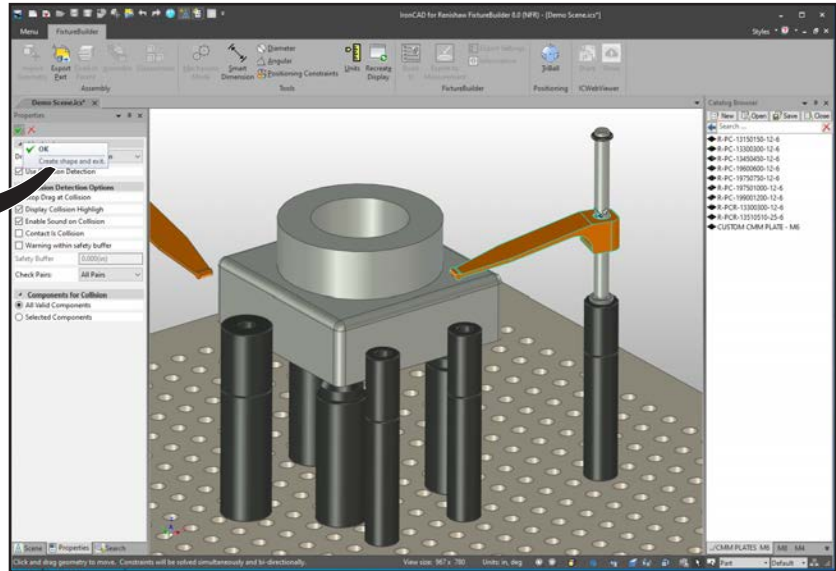 IronCAD for Renishaw FixtureBuilder 8.0 (NFR) - [Demo Scene.ics*]
Menu FixtureBuilder
Styles
Export Part
Assembly
Smart Dimension
Diameter
Angular
Positioning Constraints
Units
Recreate Display
Tools
Export Settings
FixtureBuilder
TriBall
Positioning
ICWebViewer
Demo Scene.ics* X
Properties
OK
Create shape and exit.
Detection
Detection Options
Stop Drag at Collision
Display Collision Highligh
Enable Sound on Collision
Contact Is Collision
Warning within safety buffer
Safety Buffer 0.000(in)
Check Pairs: All Pairs
Components for Collision
All Valid Components
Selected Components
Catalog Browser
New Open Save Close
Search ...
R-PC-13150150-12-6
R-PC-13300300-12-6
R-PC-13450450-12-6
R-PC-19600600-12-6
R-PC-19750750-12-6
R-PC-197501000-12-6
R-PC-199001200-12-6
R-PCR-13300300-12-6
R-PCR-13510510-25-6
CUSTOM CMM PLATE - M6
Scene Properties Search
../CMM PLATES M6 M8 M4
Click and drag geometry to move. Constraints will be solved simultaneously and bi-directionally.
View size: 967 x 780 Units: in, deg
Part Default